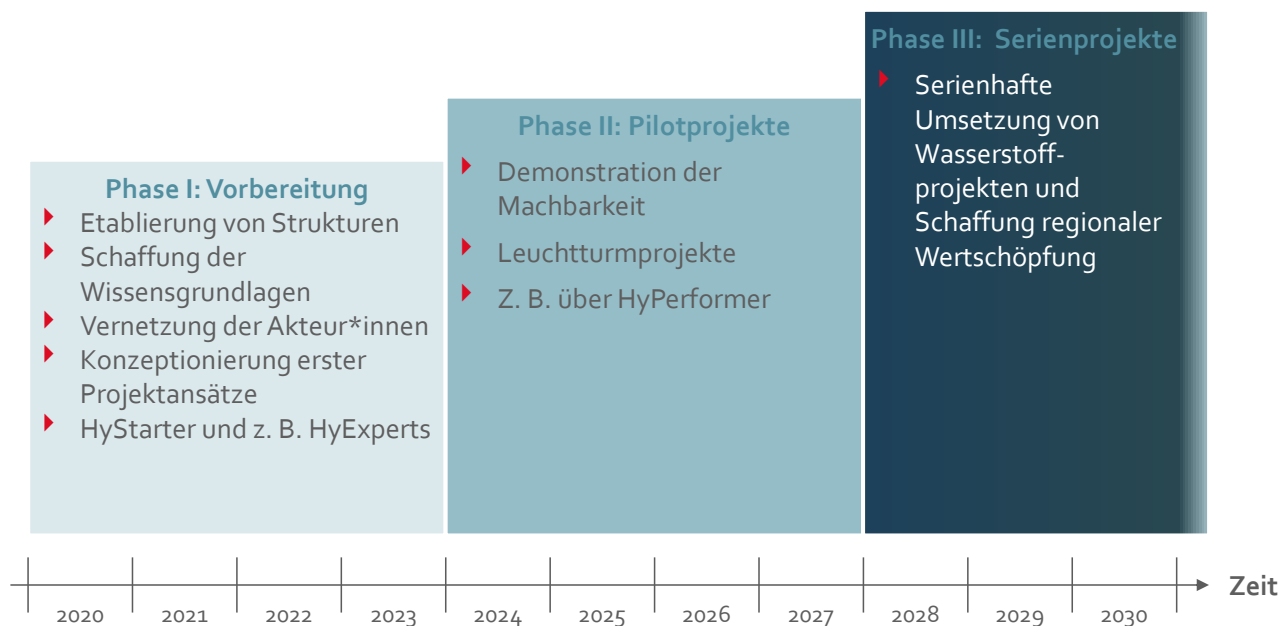 Phase I: Vorbereitung
Etablierung von Strukturen
Schaffung der
Wissensgrundlagen
Vernetzung der Akteur*innen
Konzeptionierung erster
Projektansätze
HyStarter und z. B. HyExperts
Phase II: Pilotprojekte
Demonstration der
Machbarkeit
Leuchtturmprojekte
Z. B. über HyPerformer
Phase III: Serienprojekte
Serienhafte
Umsetzung von
Wasserstoff-
projekten und
Schaffung regionaler
Wertschöpfung
Zeit
2020 2021 2022 2023 2024 2025 2026 2027 2028 2029 2030